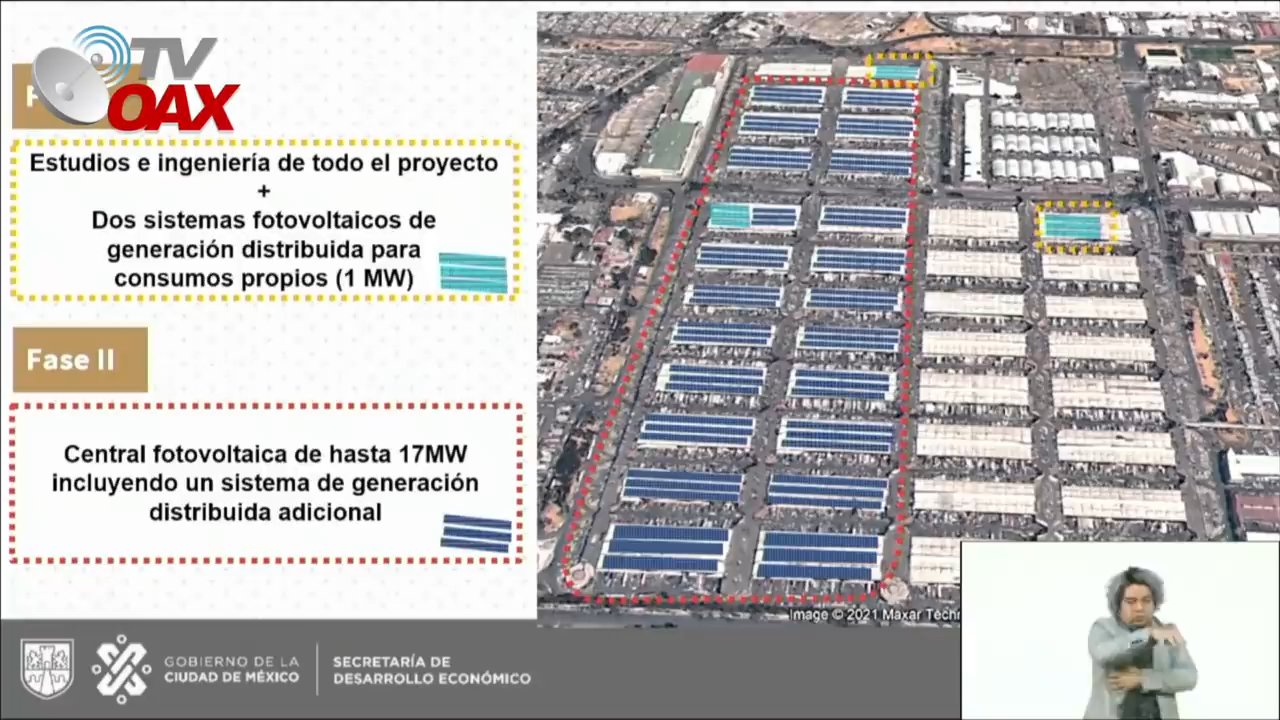 TV
OAX
Estudios e ingeniería de todo el proyecto
+
Dos sistemas fotovoltaicos de
generación distribuida para
consumos propios (1 MW)
Fase II
Central fotovoltaica de hasta 17MW
incluyendo un sistema de generación
distribuida adicional
Image © 2021 Maxar Techn
GOBIERNO DE LA
CIUDAD DE MÉXICO
SECRETARÍA DE
DESARROLLO ECONÓMICO